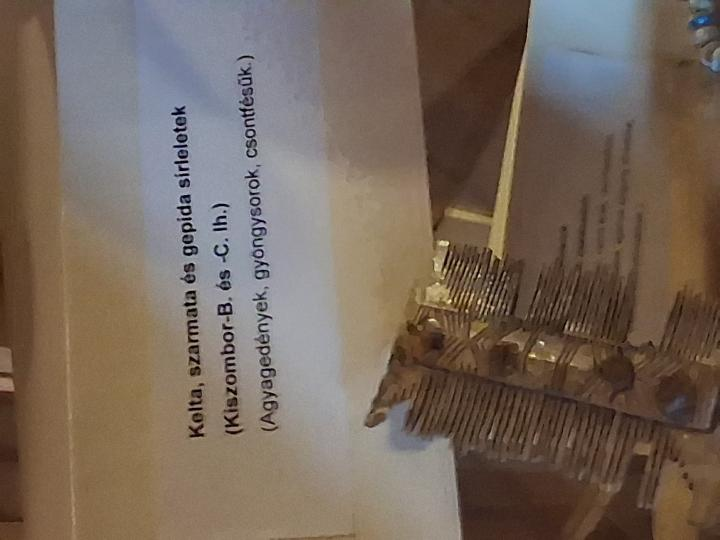 Kelta, szarmata és gepida sírleletek
(Kiszombor-B. és -C. lh.)
(Agyagedények, gyöngysorok, csontfésűk.)